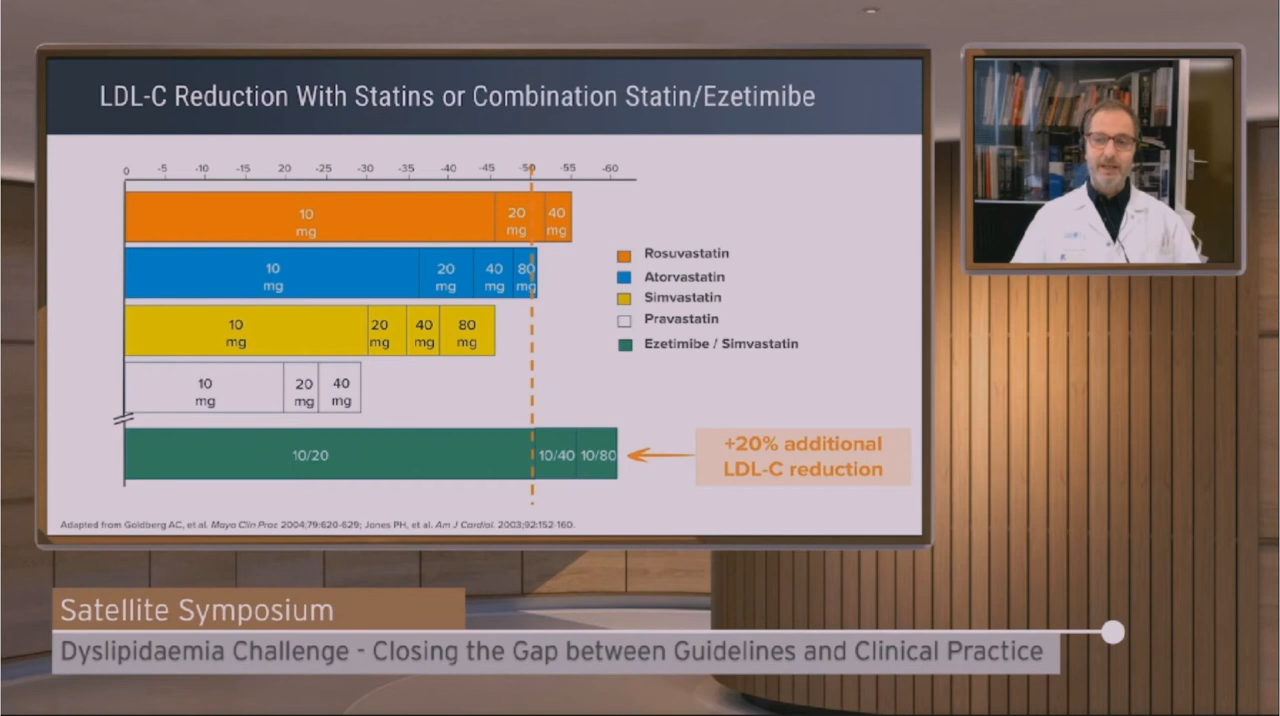 LDL-C Reduction With Statins or Combination Statin/Ezetimibe
0 -5 -10 -15 20 -25 -30 -35 -40 -45 -50 -55 -60
10 mg 20 mg 40 mg
10 mg 20 mg 40 mg 80 mg
10 mg 20 mg 40 mg 80 mg
10 mg 20 mg 40 mg
10/20 10/40 10/80
Rosuvastatin
Atorvastatin
Simvastatin
Pravastatin
Ezetimibe / Simvastatin
+20% additional
LDL-C reduction
Adapted from Goldberg AC, et al. Mayo Clin Proc 2004;79:620-629; Jones PH, et al. Am J Cardiol. 2003;92:152-160.
Satellite Symposium
Dyslipidaemia Challenge - Closing the Gap between Guidelines and Clinical Practice